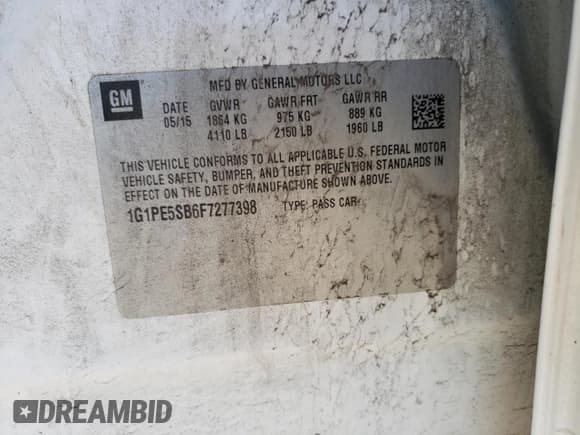 GM
MFD BY GENERAL MOTORS LLC
DATE GVWR GAWR FRT GAWR RR
05/15 1864 KG 975 KG 889 KG
4110 LB 2150 LB 1960 LB
THIS VEHICLE CONFORMS TO ALL APPLICABLE U.S. FEDERAL MOTOR
VEHICLE SAFETY, BUMPER, AND THEFT PREVENTION STANDARDS IN
EFFECT ON THE DATE OF MANUFACTURE SHOWN ABOVE.
1G1PE5SB6F7277398 TYPE: PASS CAR
DREAMBID